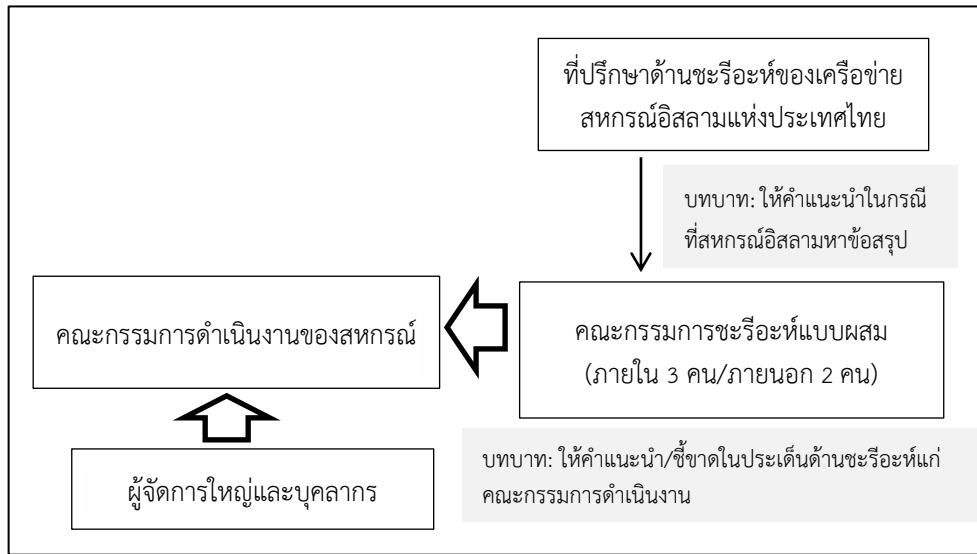 ที่ปรึกษาด้านชะรีอะห์ของเครือข่าย
สหกรณ์อิสลามแห่งประเทศไทย
บทบาท: ให้คำแนะนำในกรณี
ที่สหกรณ์อิสลามหาข้อสรุป
คณะกรรมการดำเนินงานของสหกรณ์
คณะกรรมการชะรีอะห์แบบผสม
(ภายใน 3 คน/ภายนอก 2 คน)
บทบาท: ให้คำแนะนำ/ชี้ขาดในประเด็นด้านชะรีอะห์แก่
คณะกรรมการดำเนินงาน
ผู้จัดการใหญ่และบุคลากร